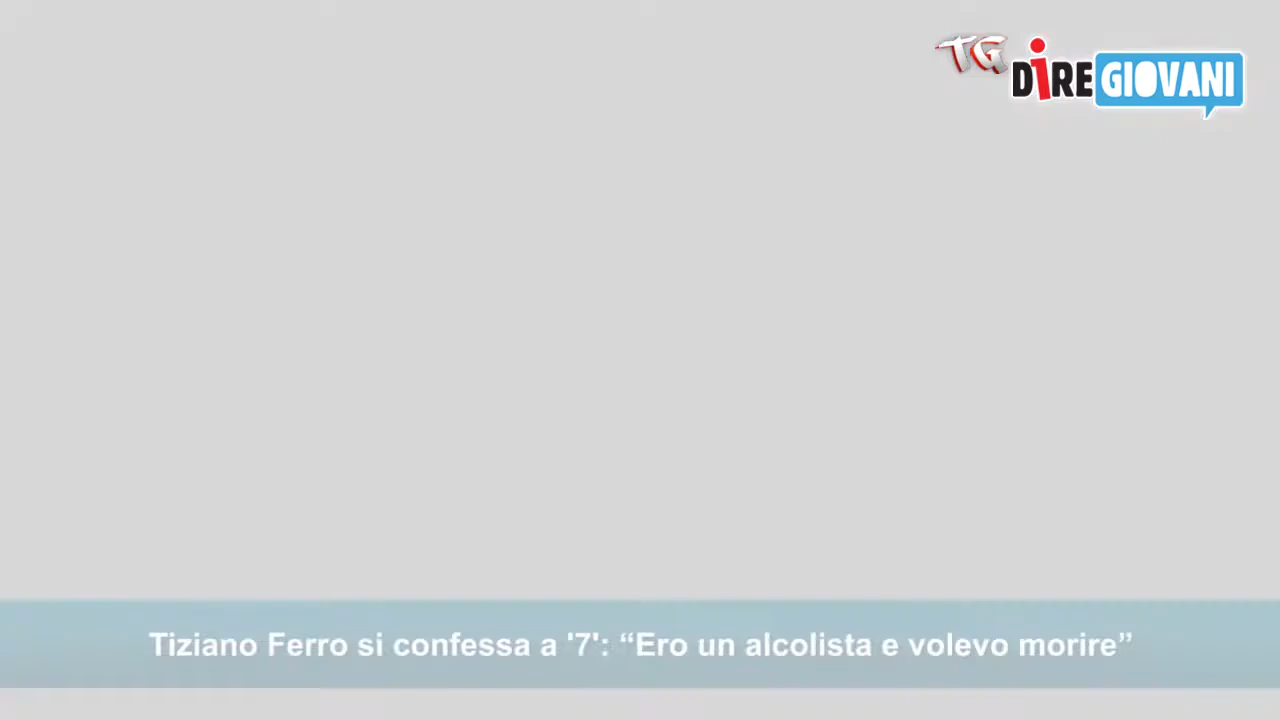 TG
DIRE GIOVANI
Tiziano Ferro si confessa a '7': “Ero un alcolista e volevo morire”